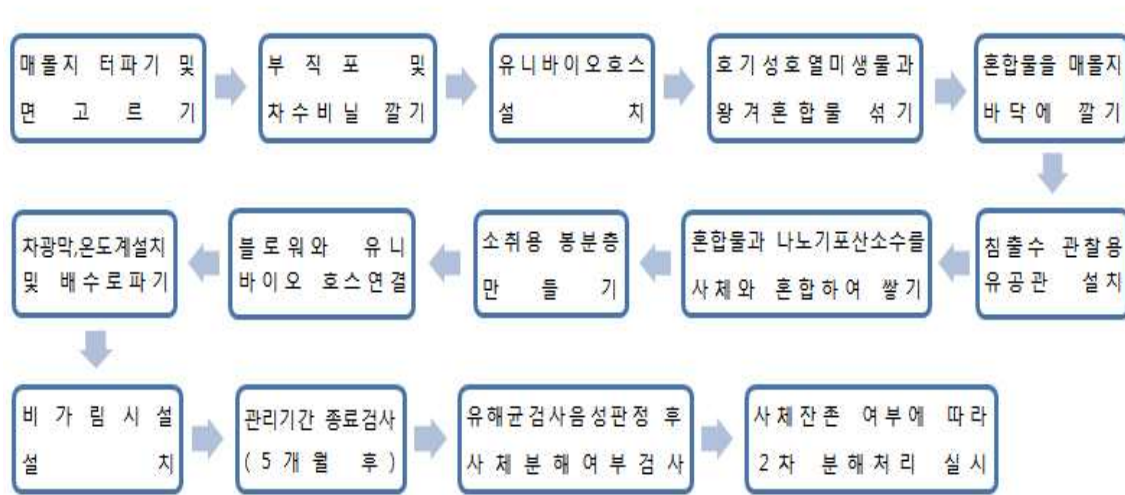 매몰지 터파기 및
면 고르기
부직포 및
차수비닐 깔기
유니바이오호스
설치
호기성호열미생물과
왕겨혼합물 섞기
혼합물을 매몰지
바닥에 깔기
침출수 관찰용
유공관 설치
혼합물과 나노기포산소수를
사체와 혼합하여 쌓기
소취용 봉분층
만들기
블로워와 유니
바이오 호스연결
차광막,온도계설치
및 배수로파기
비가림시설
설치
관리기간 종료검사
(5개월 후)
유해균검사음성판정 후
사체분해여부검사
사체잔존 여부에 따라
2차 분해처리 실시